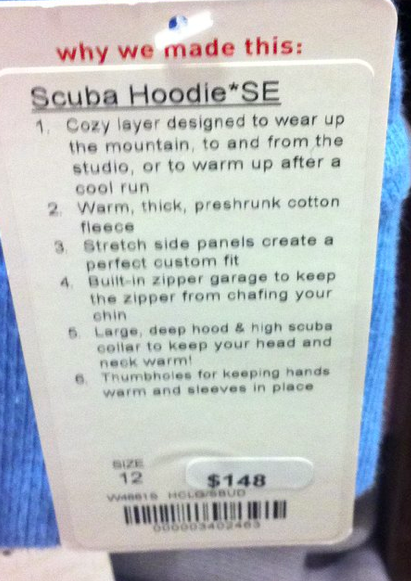 why we made this:
Scuba Hoodie*SE
1. Cozy layer designed to wear up
the mountain, to and from the
studio, or to warm up after a
cool run
2. Warm, thick, preshrunk cotton
fleece
3. Stretch side panels create a
perfect custom fit
4. Built-in zipper garage to keep
the zipper from chafing your
chin
5. Large, deep hood & high scuba
collar to keep your head and
neck warm!
6. Thumbholes for keeping hands
warm and sleeves in place
SIZE
12
$148
HCLG/SBUD
000003402463